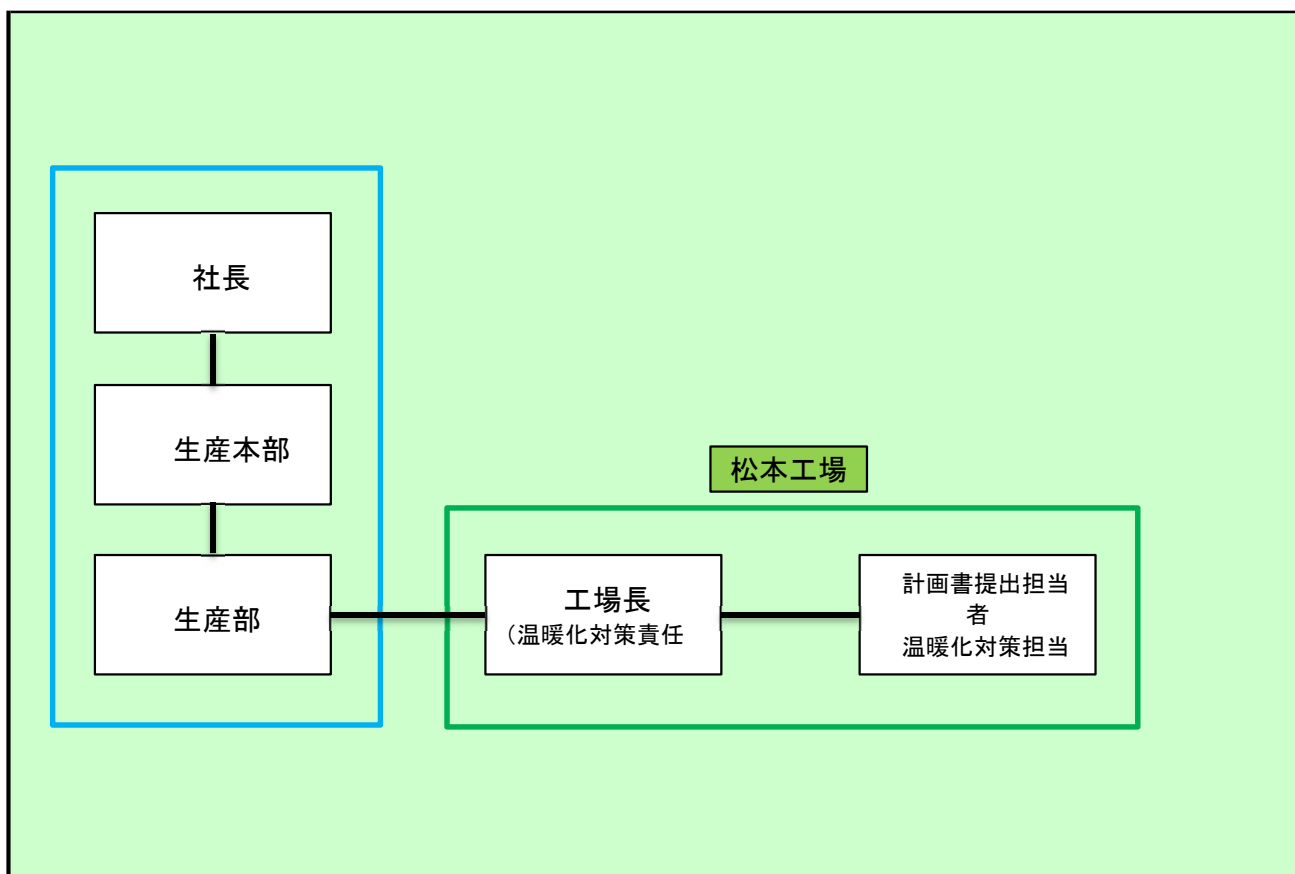 社長
生産本部
生産部
松本工場
工場長
（温暖化対策責任
計画書提出担当
者
温暖化対策担当